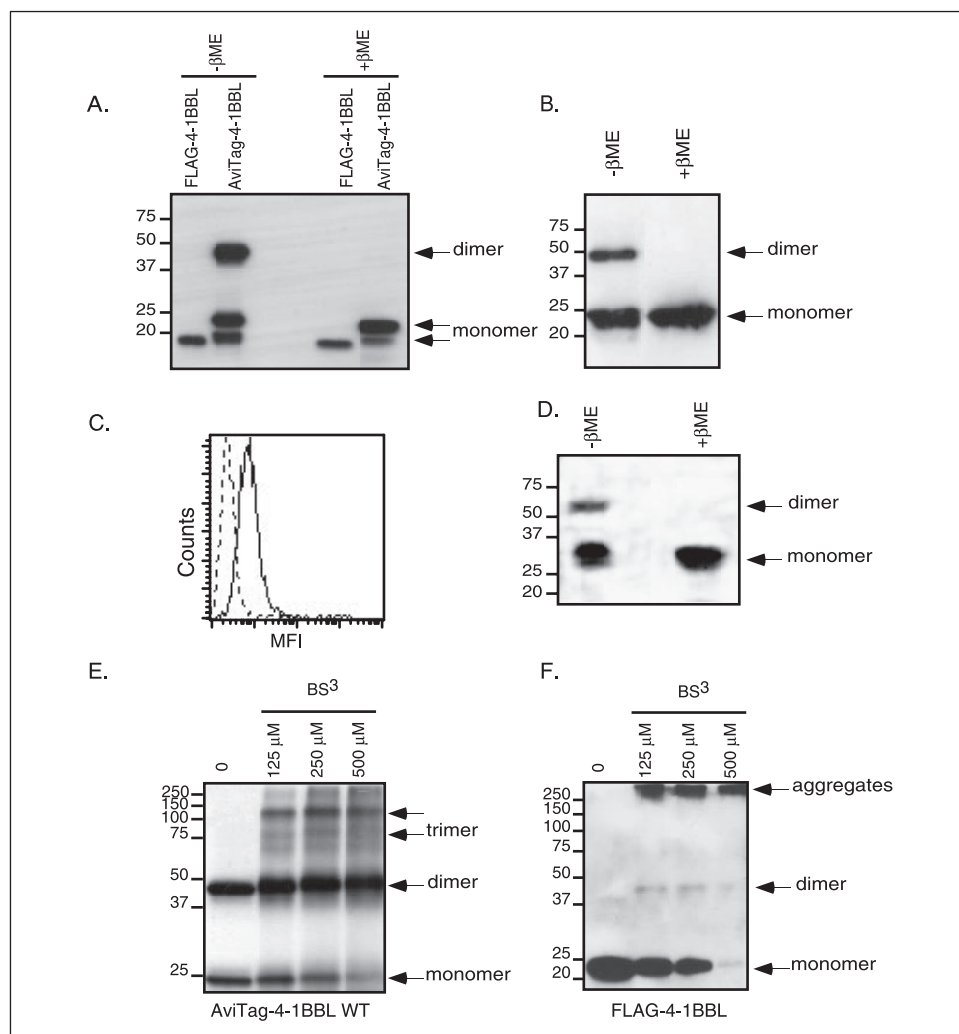 A.
-βME
+βME
FLAG-4-1BBL
AviTag-4-1BBL
FLAG-4-1BBL
AviTag-4-1BBL
75
50
37
25
20
dimer
monomer
B.
-βME
+βME
75
50
37
25
20
dimer
monomer
C.
Counts
MFI
D.
-βME
+βME
75
50
37
25
20
dimer
monomer
E.
BS3
0
125 μM
250 μM
500 μM
250
150
100
75
50
37
25
trimer
dimer
monomer
AviTag-4-1BBL WT
F.
BS3
0
125 μM
250 μM
500 μM
250
150
100
75
50
37
25
20
aggregates
dimer
monomer
FLAG-4-1BBL